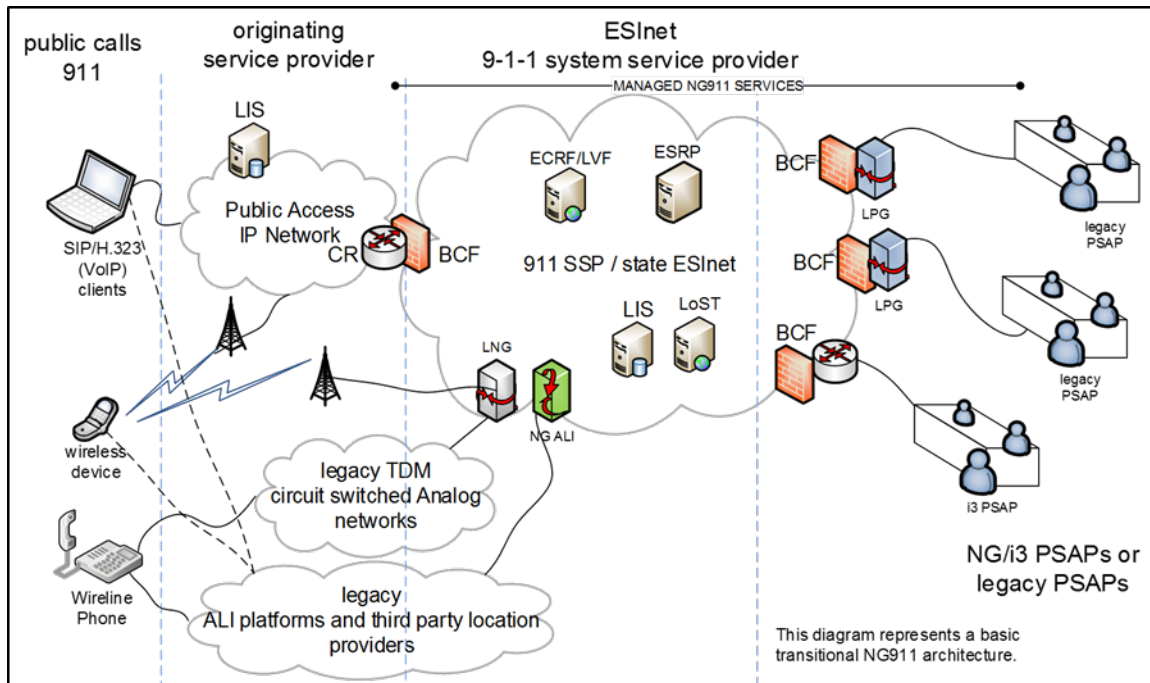 public calls
911
originating
service provider
ESInet
9-1-1 system service provider
MANAGED NG911 SERVICES
LIS
SIP/H.323
(VoIP)
clients
Public Access
IP Network
CR
BCF
ECRF/LVF
ESRP
911 SSP / state ESInet
LIS
LoST
LNG
NG ALI
BCF
LPG
legacy
PSAP
BCF
LPG
legacy
PSAP
BCF
i3 PSAP
wireless
device
legacy TDM
circuit switched Analog
networks
Wireline
Phone
legacy
ALI platforms and third party location
providers
NG/i3 PSAPs or
legacy PSAPs
This diagram represents a basic
transitional NG911 architecture.